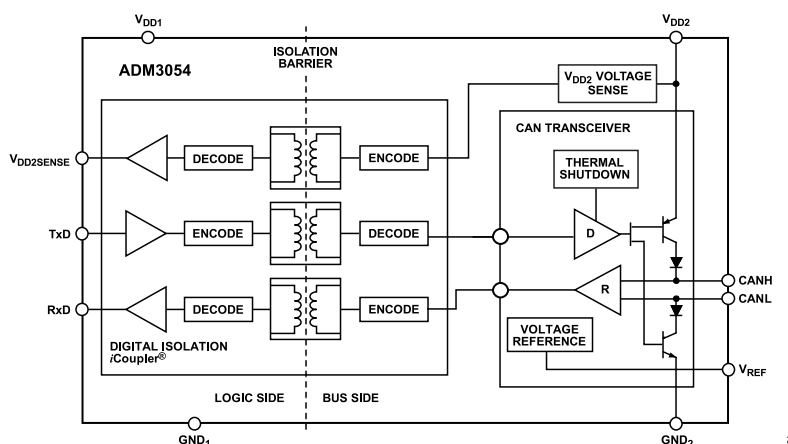 VDD1
VDD2
ISOLATION
BARRIER
ADM3054
VDD2 VOLTAGE
SENSE
CAN TRANSCEIVER
VDD2SENSE
DECODE
ENCODE
THERMAL
SHUTDOWN
TxD
ENCODE
DECODE
D
CANH
CANL
RxD
DECODE
ENCODE
R
DIGITAL ISOLATION
iCoupler®
VOLTAGE
REFERENCE
VREF
LOGIC SIDE
BUS SIDE
GND1
GND2